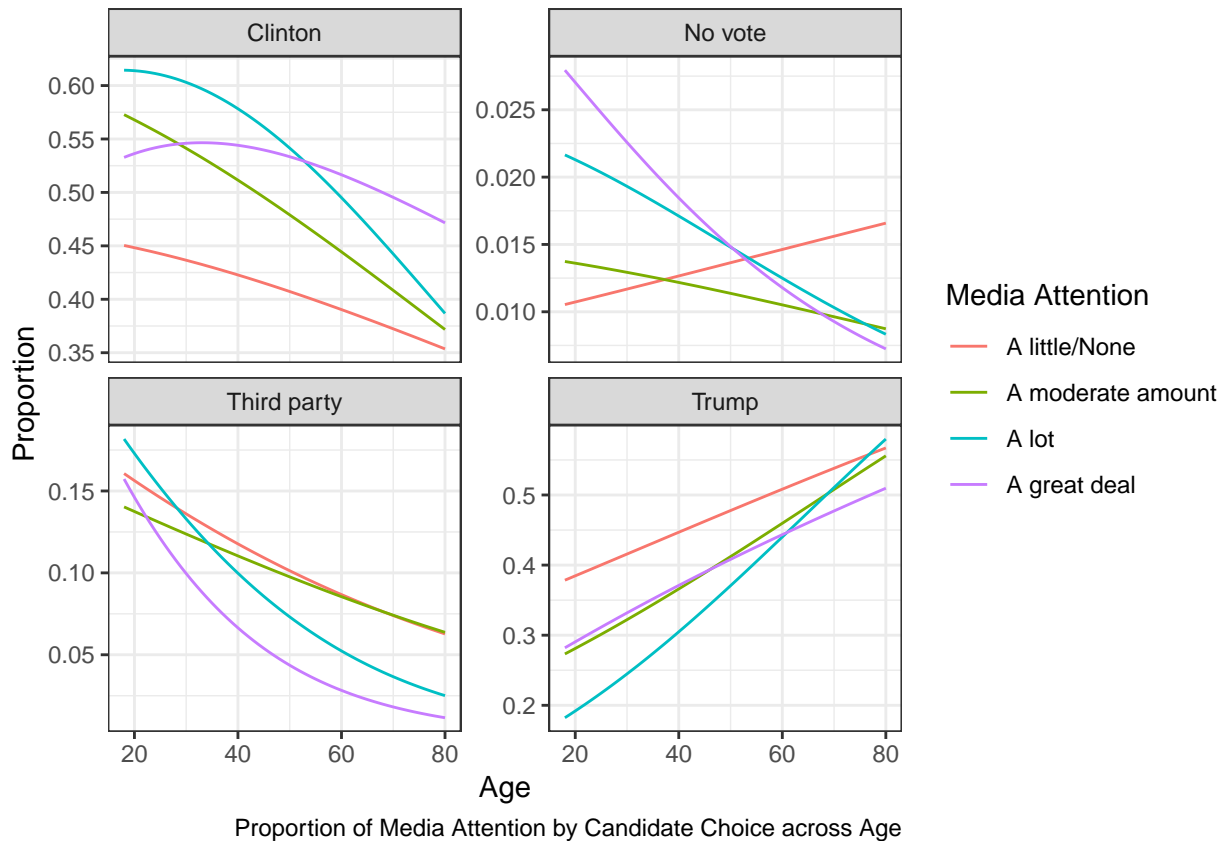 Clinton
No vote
0.60
0.55
0.50
0.45
0.40
0.35
0.025
0.020
0.015
0.010
Third party
Trump
0.15
0.10
0.05
0.5
0.4
0.3
0.2
20 40 60 80
20 40 60 80
Proportion
Age
Media Attention
A little/None
A moderate amount
A lot
A great deal
Proportion of Media Attention by Candidate Choice across Age